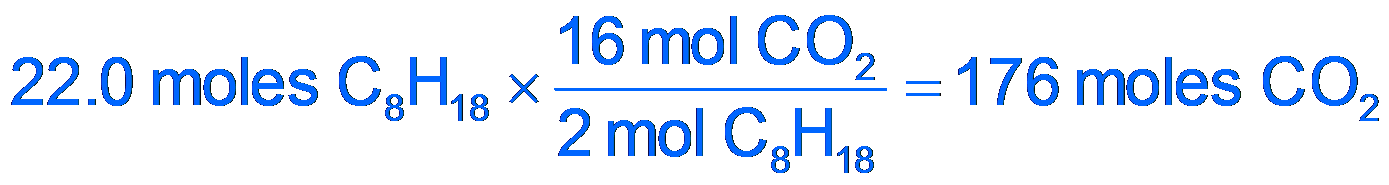 22.0 moles C₈H₁₈ × 16 mol CO₂ / 2 mol C₈H₁₈ = 176 moles CO₂